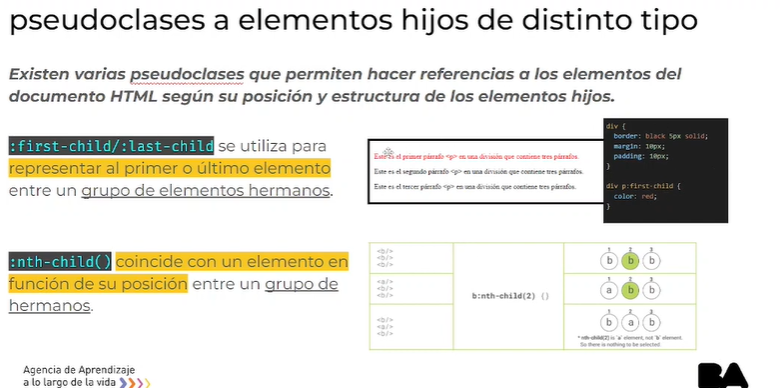 pseudoclases a elementos hijos de distinto tipo
Existen varias pseudoclases que permiten hacer referencias a los elementos del
documento HTML según su posición y estructura de los elementos hijos.
:first-child/:last-child se utiliza para
representar al primer o último elemento
entre un grupo de elementos hermanos.
Este es el primer párrafo <p> en una división que contiene tres párrafos.
Este es el segundo párrafo <p> en una división que contiene tres párrafos.
Este es el tercer párrafo <p> en una división que contiene tres párrafos.
div {
border: black 5px solid;
margin: 10px;
padding: 10px;
}
div p:first-child {
color: red;
}
:nth-child() coincide con un elemento en
función de su posición entre un grupo de
hermanos.
<b/>
<b/>
<b/>
<a/>
<b/>
<b/>
<b/>
<a/>
<b/>
b:nth-child(2) {}
1 2 3
b b b
1 2 3
a b b
1 2 3
b a b
* nth-child(2) is 'a' element, not 'b' element.
So there is nothing to be selected.
Agencia de Aprendizaje
a lo largo de la vida
BA